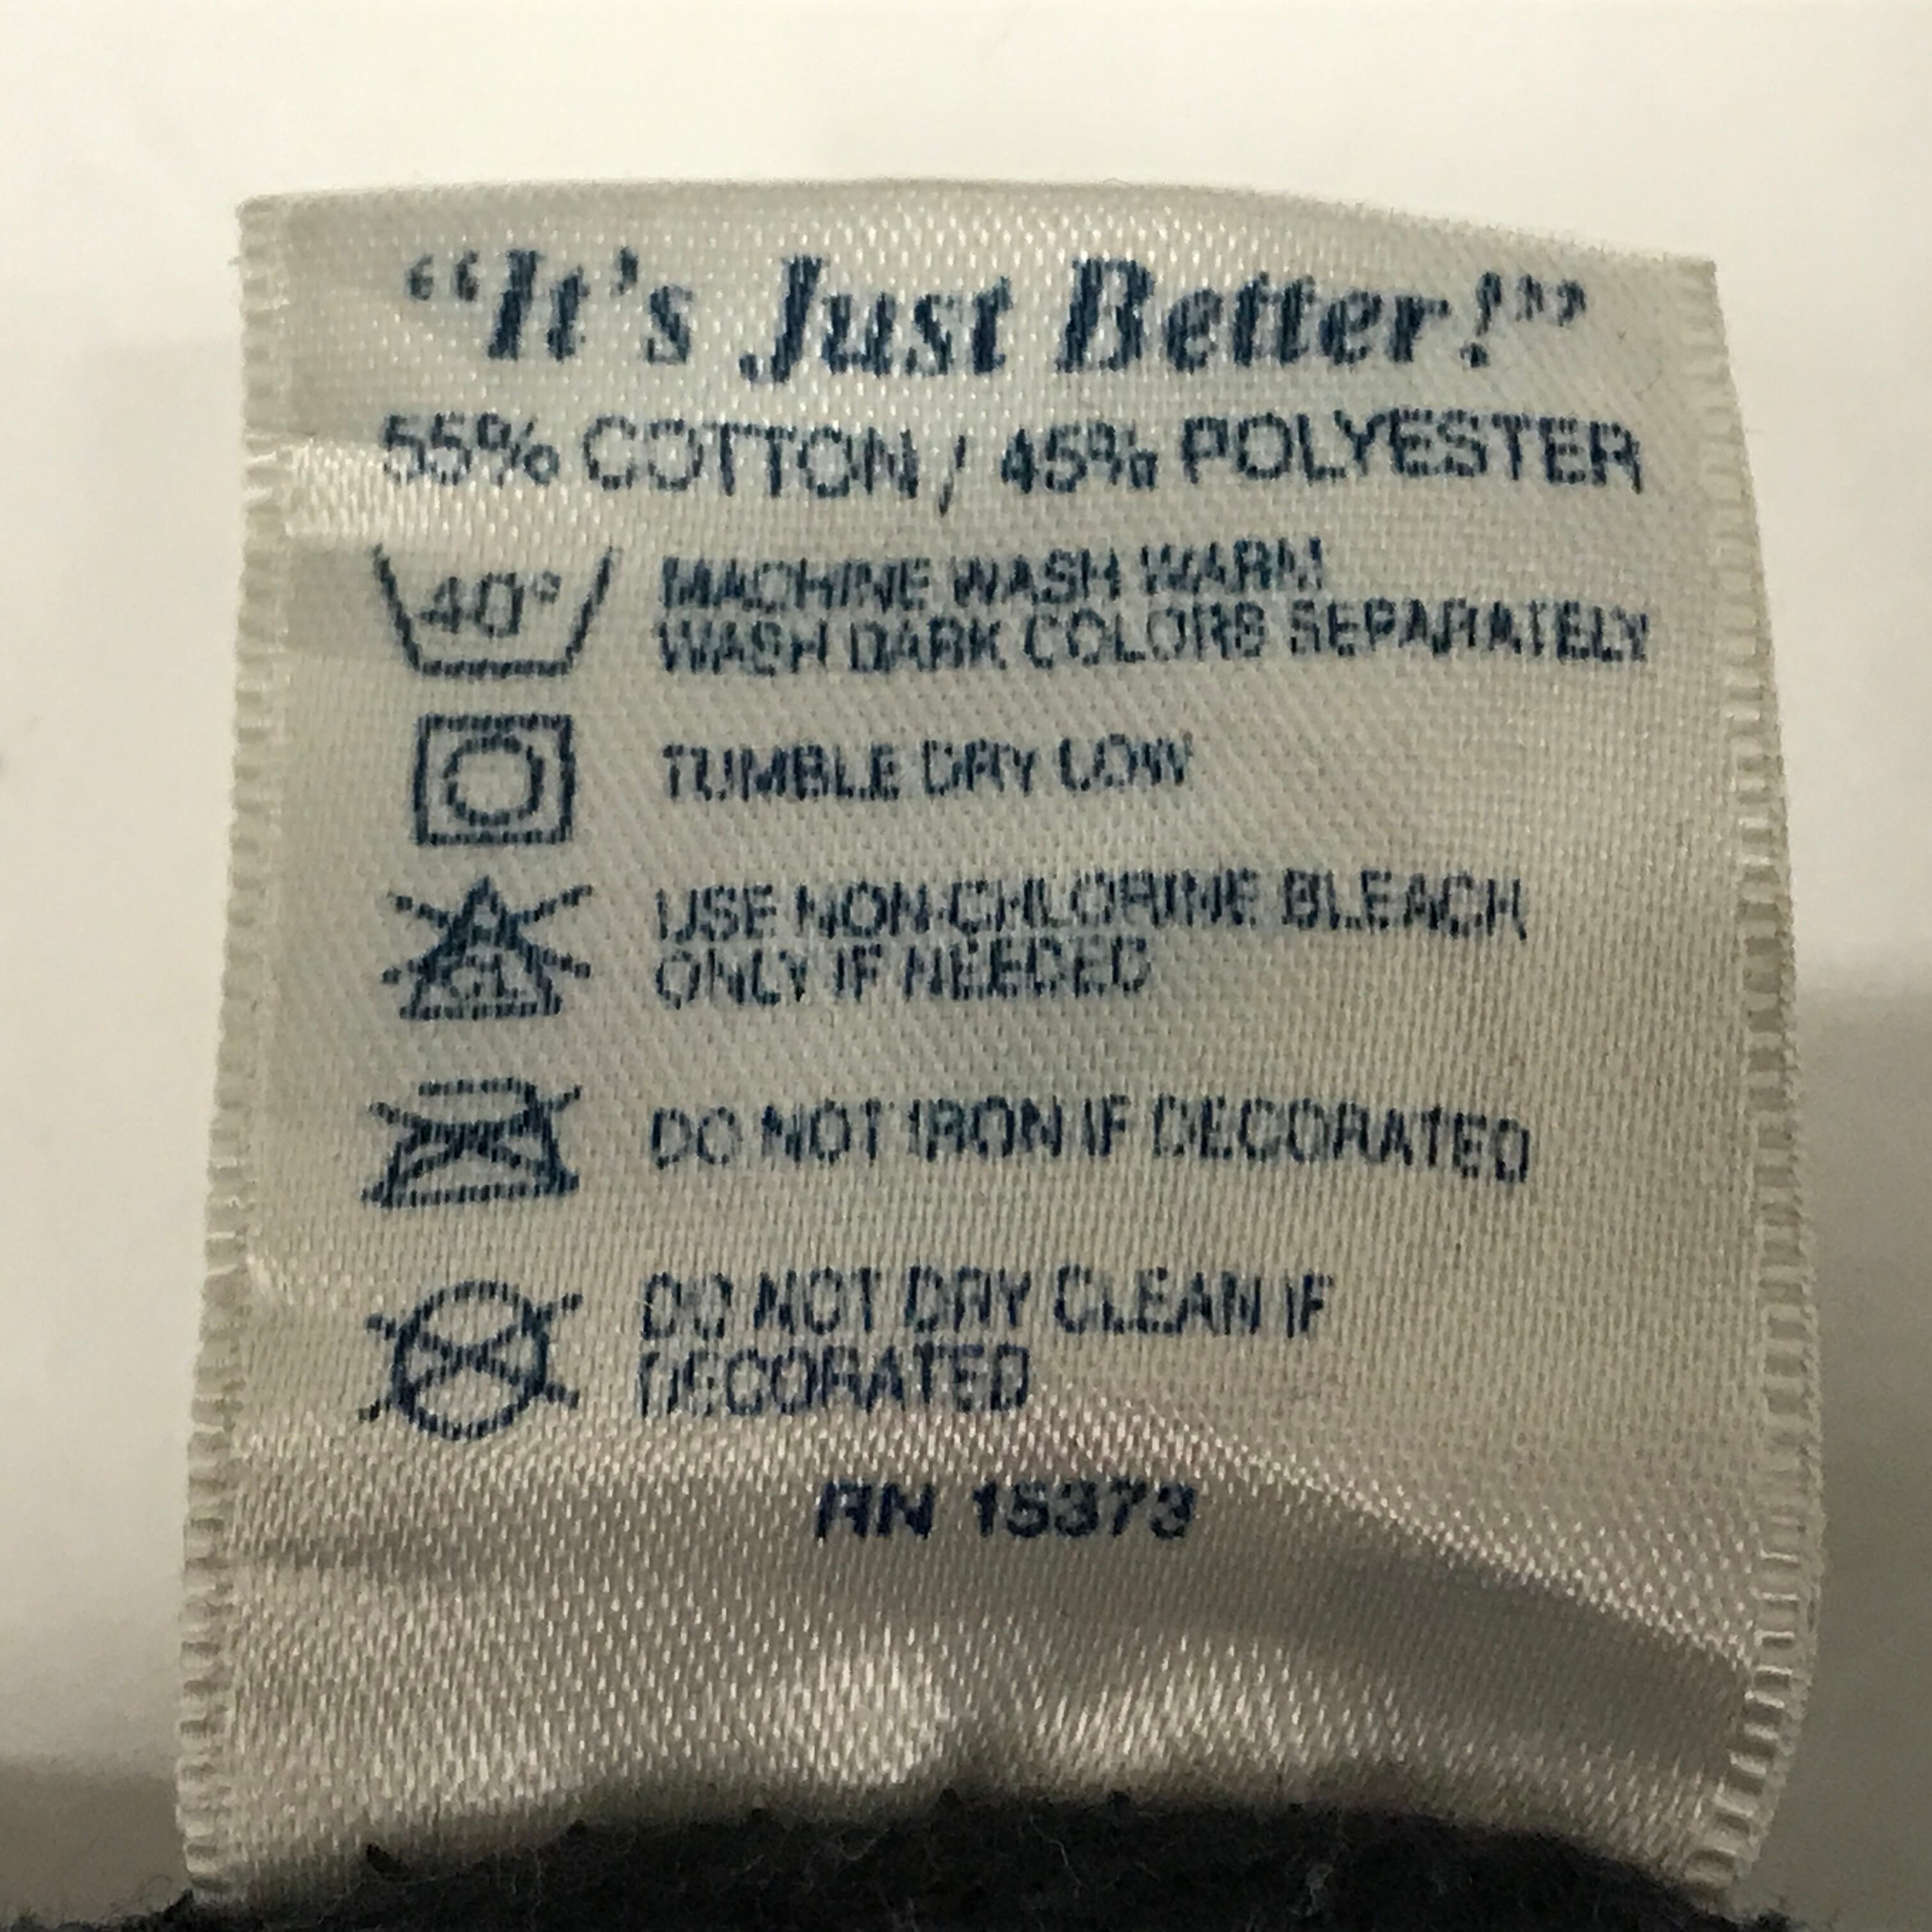 “It’s Just Better!”
55% COTTON / 45% POLYESTER
40°
MACHINE WASH WARM
WASH DARK COLORS SEPARATELY
TUMBLE DRY LOW
CL
USE NON-CHLORINE BLEACH
ONLY IF NEEDED
DO NOT IRON IF DECORATED
DO NOT DRY CLEAN IF
DECORATED
RN 15373